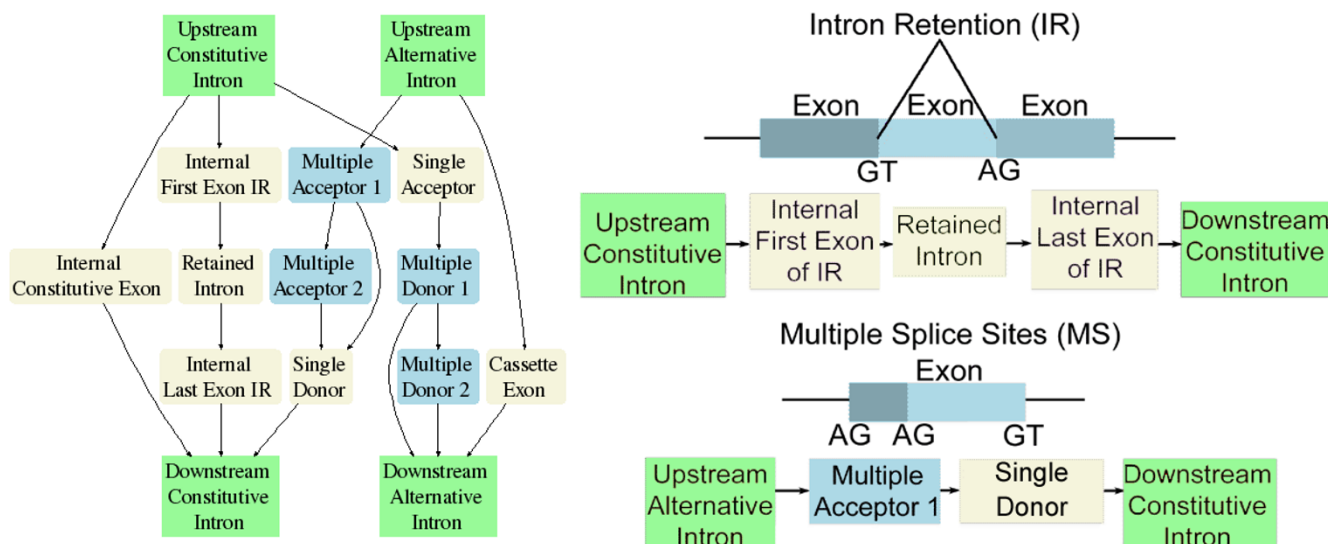 Upstream
Constitutive
Intron
Upstream
Alternative
Intron
Internal
First Exon IR
Multiple
Acceptor 1
Single
Acceptor
Internal
Constitutive Exon
Retained
Intron
Multiple
Acceptor 2
Multiple
Donor 1
Internal
Last Exon IR
Single
Donor
Multiple
Donor 2
Cassette
Exon
Downstream
Constitutive
Intron
Downstream
Alternative
Intron
Intron Retention (IR)
Exon Exon Exon
GT AG
Upstream
Constitutive
Intron
Internal
First Exon
of IR
Retained
Intron
Internal
Last Exon
of IR
Downstream
Constitutive
Intron
Multiple Splice Sites (MS)
Exon
AG AG GT
Upstream
Alternative
Intron
Multiple
Acceptor 1
Single
Donor
Downstream
Constitutive
Intron